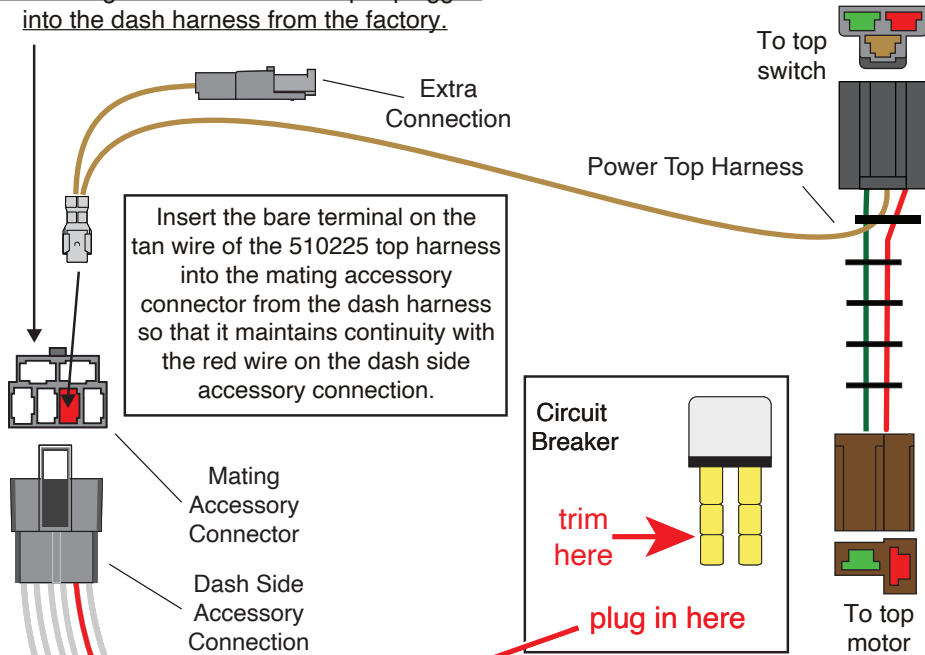 into the dash harness from the factory.
To top
switch
Extra
Connection
Power Top Harness
Insert the bare terminal on the
tan wire of the 510225 top harness
into the mating accessory
connector from the dash harness
so that it maintains continuity with
the red wire on the dash side
accessory connection.
Circuit
Breaker
trim
here
plug in here
Mating
Accessory
Connector
Dash Side
Accessory
Connection
To top
motor